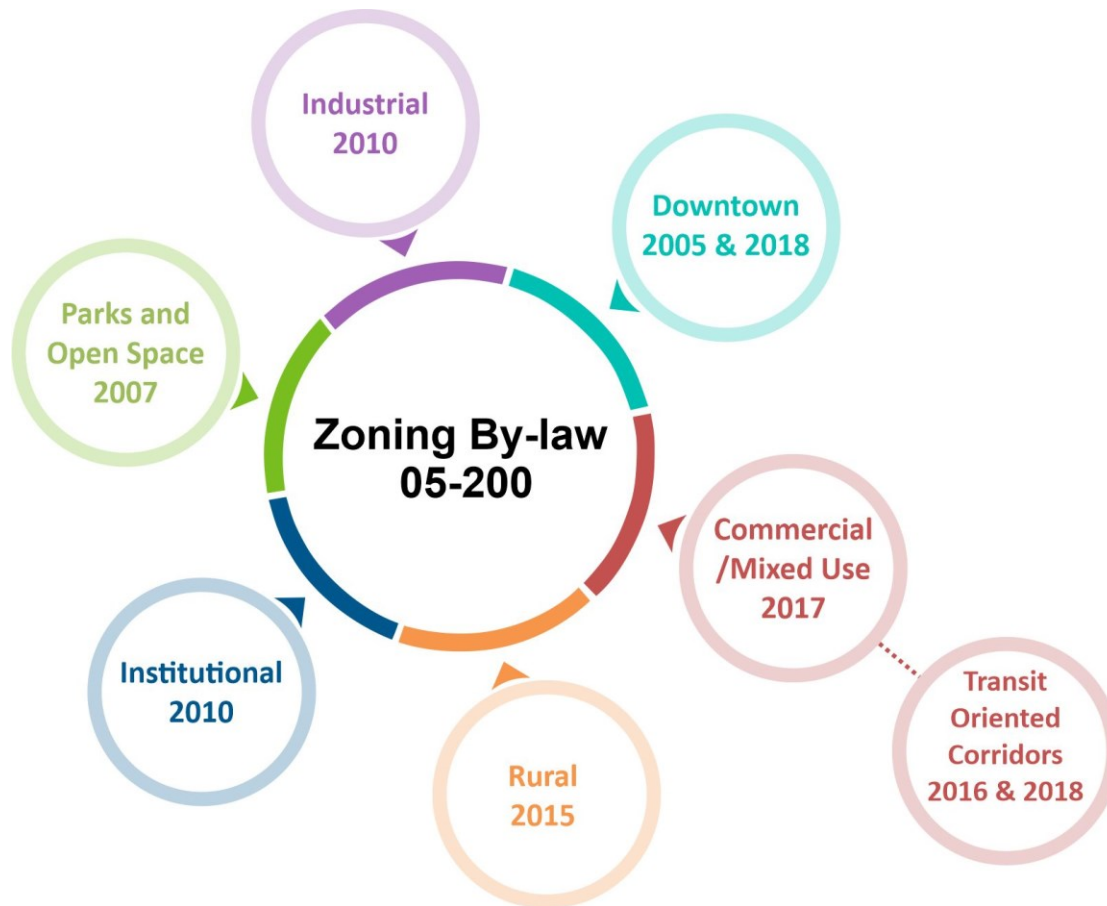 Industrial
2010
Downtown
2005 & 2018
Parks and
Open Space
2007
Zoning By-law
05-200
Commercial
/Mixed Use
2017
Institutional
2010
Transit
Oriented
Corridors
2016 & 2018
Rural
2015